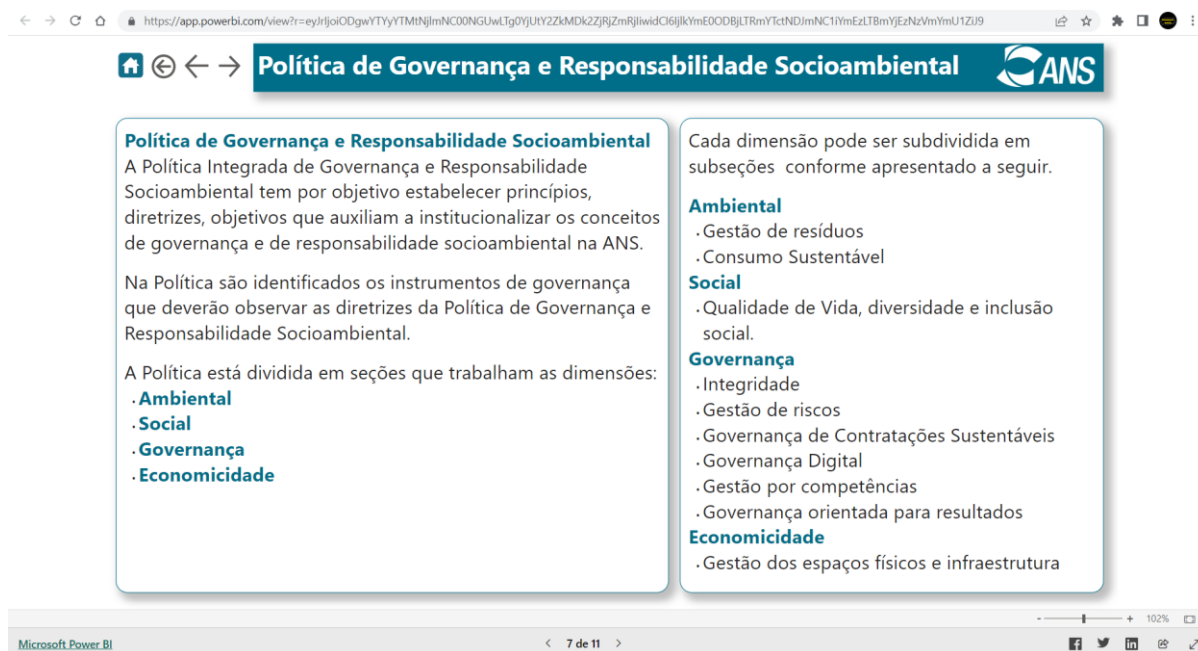 Política de Governança e Responsabilidade Socioambiental
ANS
Política de Governança e Responsabilidade Socioambiental
A Política Integrada de Governança e Responsabilidade
Socioambiental tem por objetivo estabelecer princípios,
diretrizes, objetivos que auxiliam a institucionalizar os conceitos
de governança e de responsabilidade socioambiental na ANS.
Na Política são identificados os instrumentos de governança
que deverão observar as diretrizes da Política de Governança e
Responsabilidade Socioambiental.
A Política está dividida em seções que trabalham as dimensões:
· Ambiental
· Social
· Governança
· Economicidade
Cada dimensão pode ser subdividida em
subseções conforme apresentado a seguir.
Ambiental
· Gestão de resíduos
· Consumo Sustentável
Social
· Qualidade de Vida, diversidade e inclusão
social.
Governança
· Integridade
· Gestão de riscos
· Governança de Contratações Sustentáveis
· Governança Digital
· Gestão por competências
· Governança orientada para resultados
Economicidade
· Gestão dos espaços físicos e infraestrutura
- + 102%
Microsoft Power BI
< 7 de 11 >